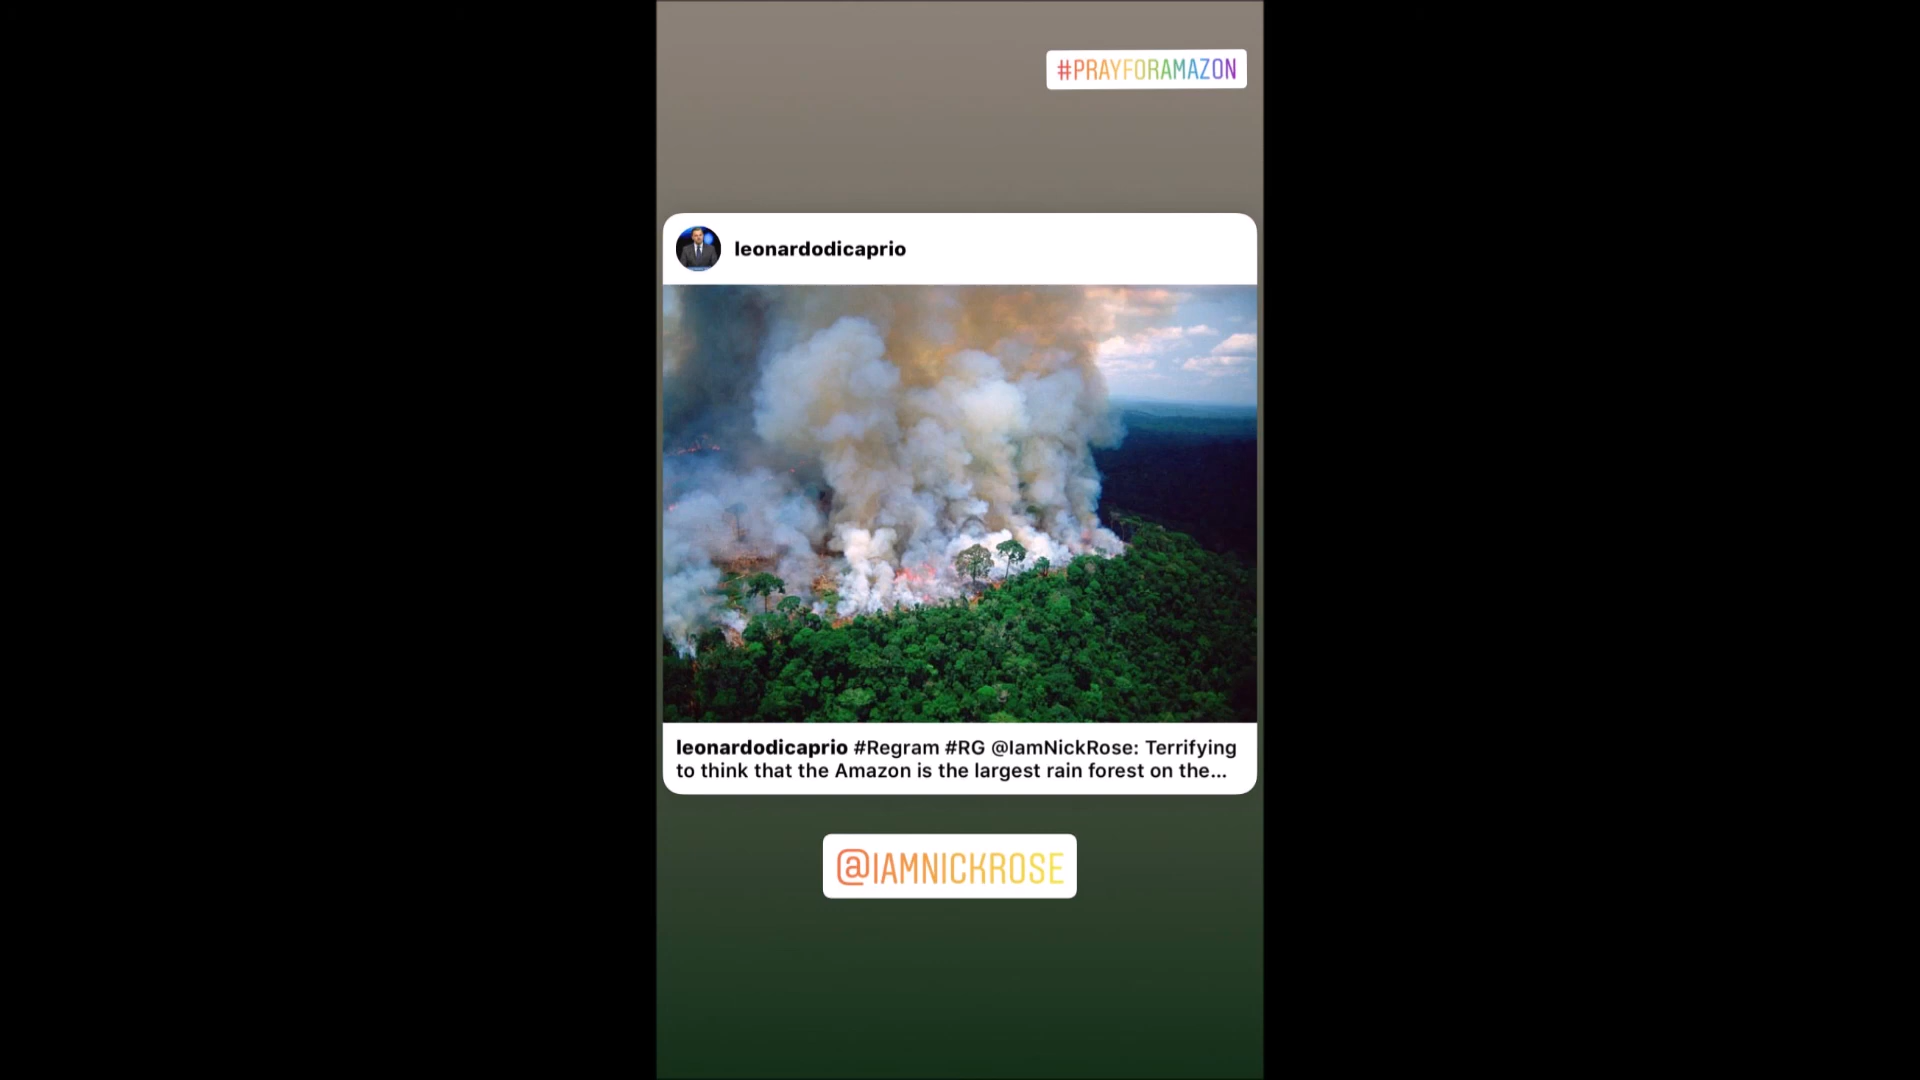 #PRAYFORAMAZON
leonardodicaprio
leonardodicaprio #Regram #RG @IamNickRose: Terrifying
to think that the Amazon is the largest rain forest on the...
@IAMNICKROSE